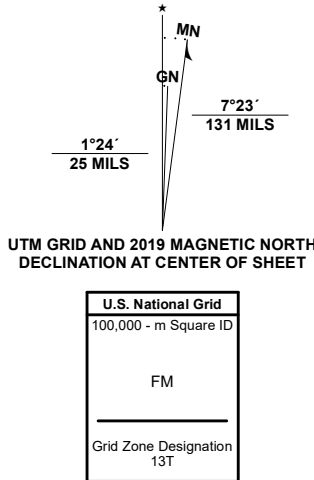 ★
MN
GN
7°23´
131 MILS
1°24´
25 MILS
UTM GRID AND 2019 MAGNETIC NORTH
DECLINATION AT CENTER OF SHEET
U.S. National Grid
100,000 - m Square ID
FM
Grid Zone Designation
13T